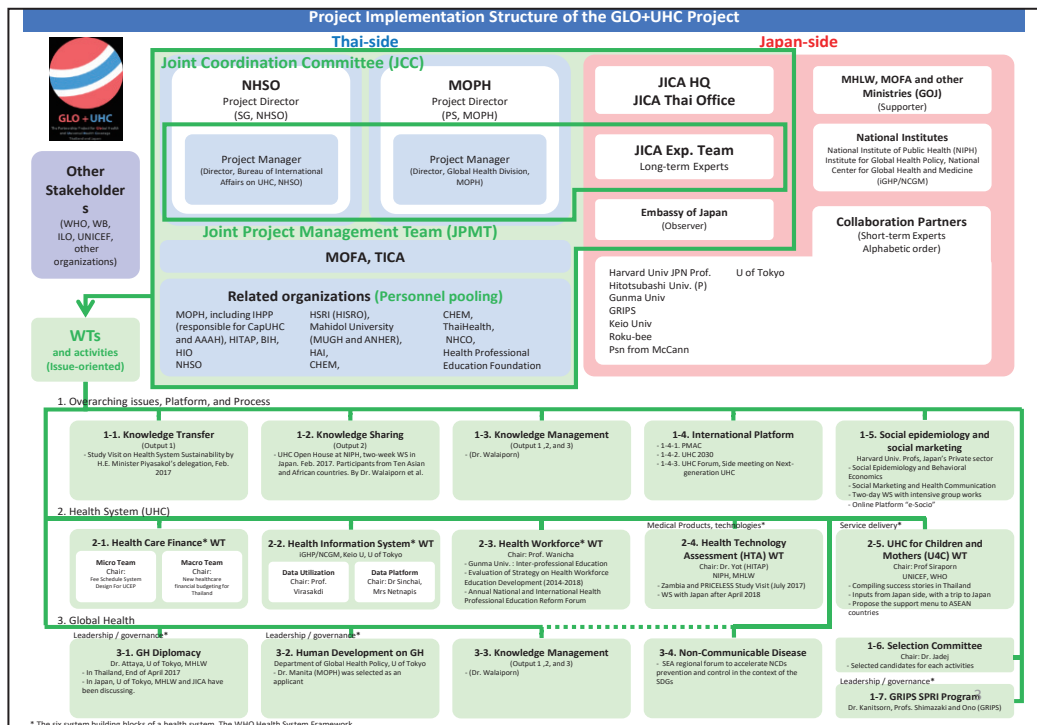 Project Implementation Structure of the GLO+UHC Project
Thai-side
Japan-side
GLO + UHC
Joint Coordination Committee (JCC)
NHSO
Project Director
(SG, NHSO)
MOPH
Project Director
(PS, MOPH)
Project Manager
(Director, Bureau of International
Affairs on UHC, NHSO)
Project Manager
(Director, Global Health Division,
MOPH)
Joint Project Management Team (JPMT)
MOFA, TICA
Related organizations (Personnel pooling)
MOPH, including IHPP
(responsible for CapUHC
and AAAH), HITAP, BIH,
HIO
NHSO
HSRI (HISRO),
Mahidol University
(MUGH and ANHER),
HAI,
CHEM,
CHEM,
ThaiHealth,
NHCO,
Health Professional
Education Foundation
JICA HQ
JICA Thai Office
JICA Exp. Team
Long-term Experts
Embassy of Japan
(Observer)
MHLW, MOFA and other
Ministries (GOJ)
(Supporter)
National Institutes
National Institute of Public Health (NIPH)
Institute for Global Health Policy, National
Center for Global Health and Medicine
(iGHP/NCGM)
Collaboration Partners
(Short-term Experts
Alphabetic order)
Harvard Univ JPN Prof.
Hitotsubashi Univ. (P)
Gunma Univ
GRIPS
Keio Univ
Roku-bee
Psn from McCann
U of Tokyo
Other
Stakeholder
s
(WHO, WB,
ILO, UNICEF,
other
organizations)
WTs
and activities
(Issue-oriented)
1. Overarching issues, Platform, and Process
1-1. Knowledge Transfer
(Output 1)
- Study Visit on Health System Sustainability by
H.E. Minister Piyasakol's delegation, Feb.
2017
1-2. Knowledge Sharing
(Output 2)
- UHC Open House at NIPH, two-week WS in
Japan. Feb. 2017. Participants from Ten Asian
and African countries. By Dr. Walaiporn et al.
1-3. Knowledge Management
(Output 1 ,2, and 3)
- (Dr. Walaiporn)
1-4. International Platform
- 1-4-1. PMAC
- 1-4-2. UHC 2030
- 1-4-3. UHC Forum, Side meeting on Next-
generation UHC
1-5. Social epidemiology and
social marketing
Harvard Univ. Profs, Japan's Private sector
- Social Epidemiology and Behavioral
Economics
- Social Marketing and Health Communication
- Two-day WS with intensive group works
- Online Platform "e-Socio"
2. Health System (UHC)
2-1. Health Care Finance* WT
Micro Team
Chair:
Fee Schedule System
Design For UCEP
Macro Team
Chair:
New healthcare
financial budgeting for
Thailand
2-2. Health Information System* WT
iGHP/NCGM, Keio U, U of Tokyo
Data Utilization
Chair: Prof.
Virasakdi
Data Platform
Chair: Dr Sinchai,
Mrs Netnapis
2-3. Health Workforce* WT
Chair: Prof. Wanicha
- Gunma Univ. : Inter-professional Education
- Evaluation of Strategy on Health Workforce
Education Development (2014-2018)
- Annual National and International Health
Professional Education Reform Forum
Medical Products, technologies*
2-4. Health Technology
Assessment (HTA) WT
Chair: Dr. Yot (HITAP)
NIPH, MHLW
- Zambia and PRICELESS Study Visit (July 2017)
- WS with Japan after April 2018
Service delivery*
2-5. UHC for Children and
Mothers (U4C) WT
Chair: Prof Siraporn
UNICEF, WHO
- Compiling success stories in Thailand
- Inputs from Japan side, with a trip to Japan
- Propose the support menu to ASEAN
countries
3. Global Health
Leadership / governance*
3-1. GH Diplomacy
Dr. Attaya, U of Tokyo, MHLW
- In Thailand, End of April 2017
- In Japan, U of Tokyo, MHLW and JICA have
been discussing.
Leadership / governance*
3-2. Human Development on GH
Department of Global Health Policy, U of Tokyo
- Dr. Manita (MOPH) was selected as an
applicant
3-3. Knowledge Management
(Output 1 ,2, and 3)
- (Dr. Walaiporn)
3-4. Non-Communicable Disease
- SEA regional forum to accelerate NCDs
prevention and control in the context of the
SDGs
1-6. Selection Committee
Chair: Dr. Jadej
- Selected candidates for each activities
Leadership / governance*
1-7. GRIPS SPRI Program
Dr. Kanitsorn, Profs. Shimazaki and Ono (GRIPS)
3
* The six system building blocks of a health system. The WHO Health System Framework